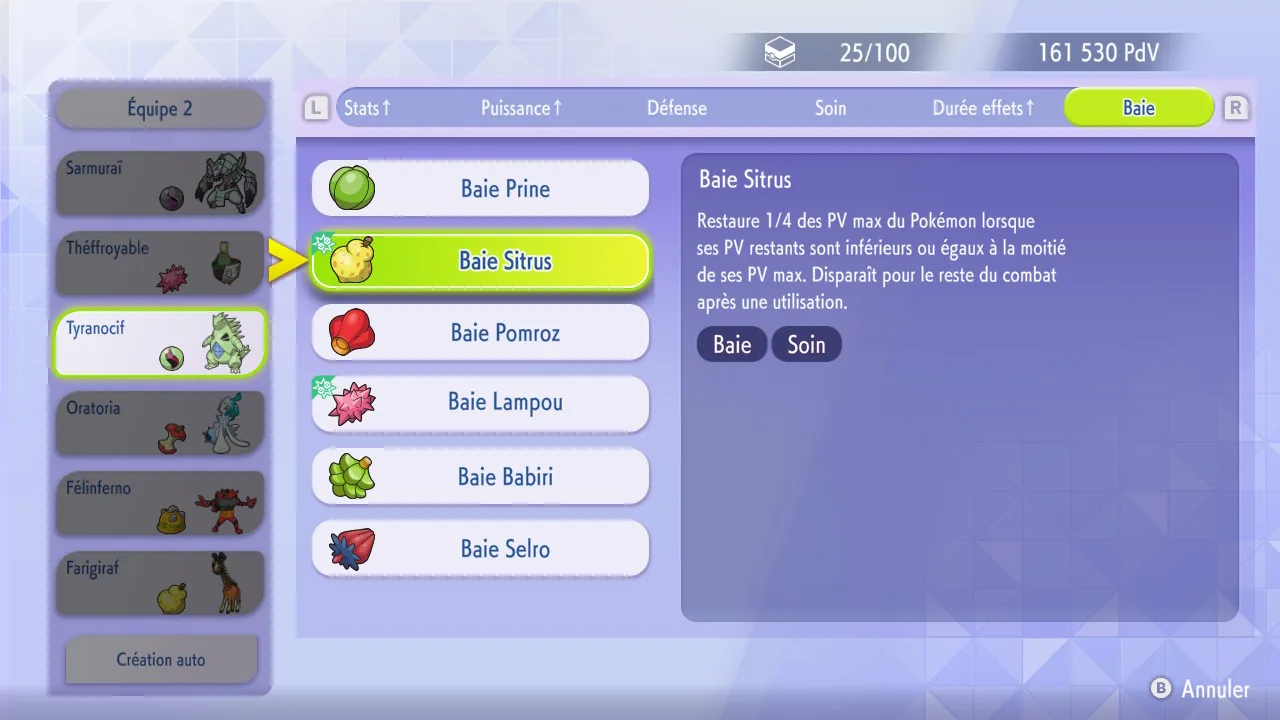 25/100
161 530 PdV
Équipe 2
L
Stats↑
Puissance↑
Défense
Soin
Durée effets↑
Baie
R
Sarmuraï
Théffroyable
Tyranocif
Oratoria
Félinferno
Farigiraf
Création auto
Baie Prine
Baie Sitrus
Baie Pomroz
Baie Lampou
Baie Babiri
Baie Selro
Baie Sitrus
Restaure 1/4 des PV max du Pokémon lorsque
ses PV restants sont inférieurs ou égaux à la moitié
de ses PV max. Disparaît pour le reste du combat
après une utilisation.
Baie
Soin
B Annuler